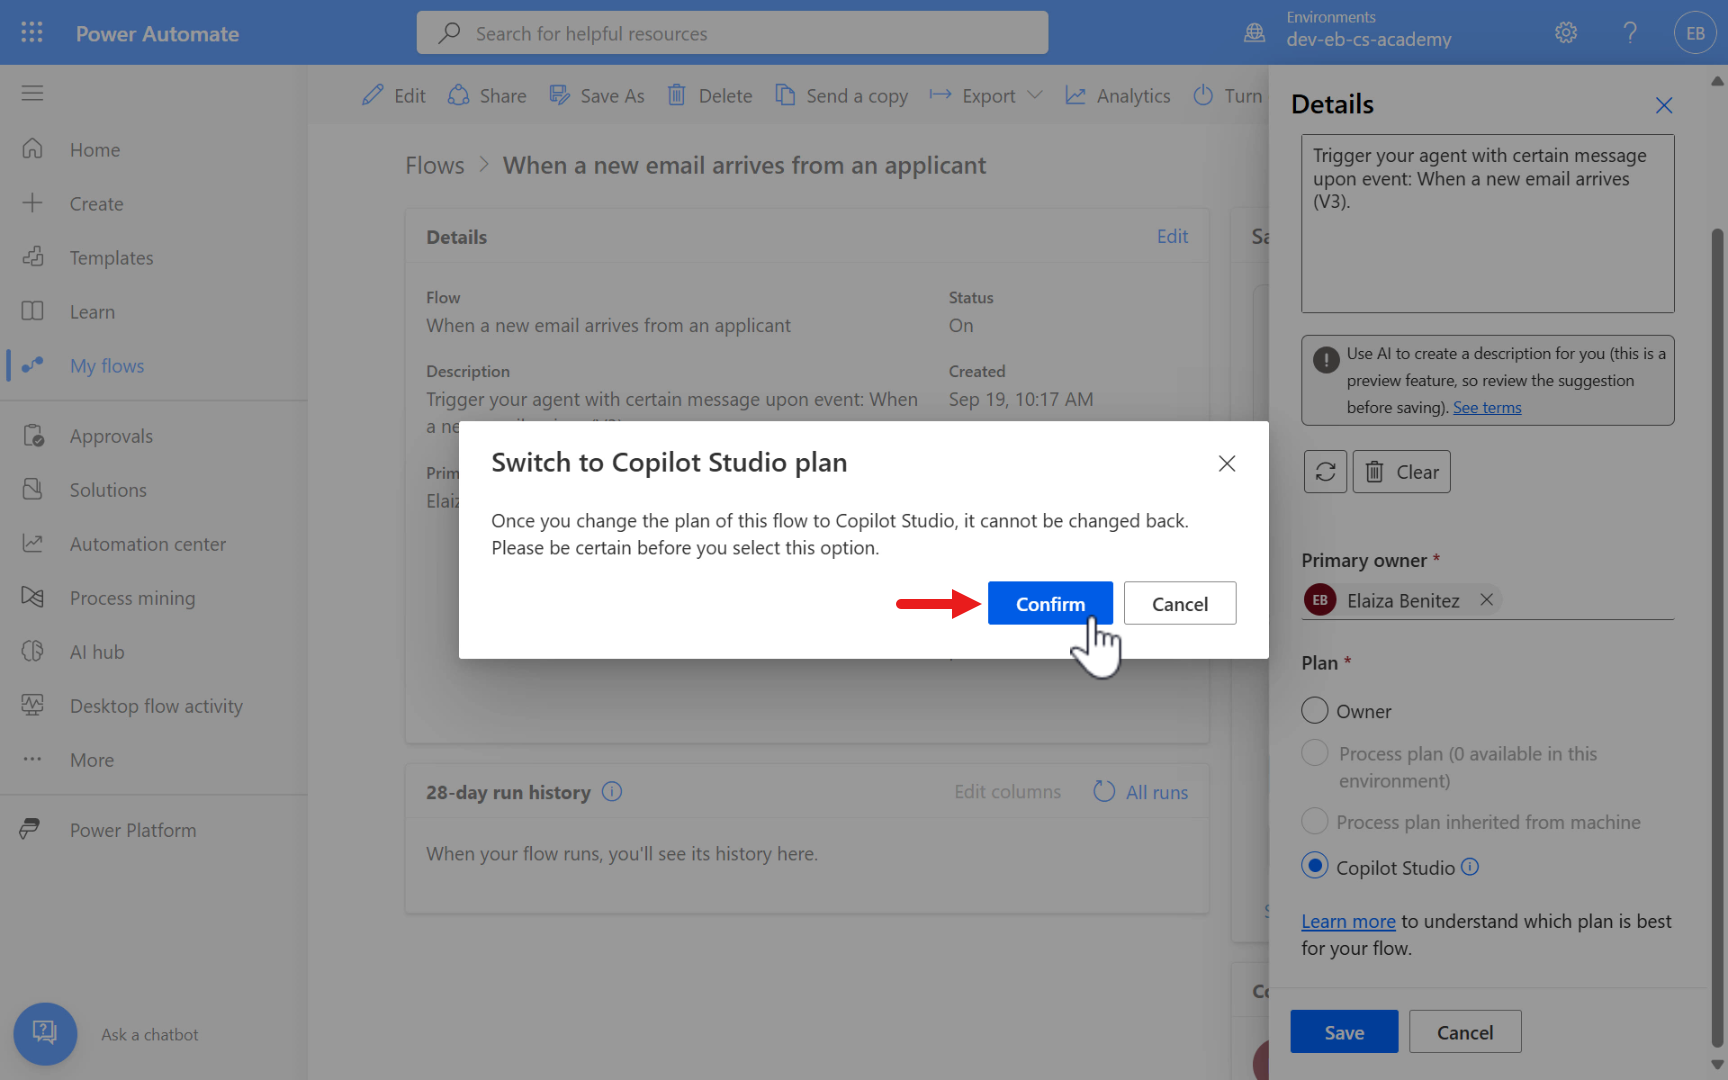 Power Automate
Search for helpful resources
Environments
dev-eb-cs-academy
?
EB
Edit
Share
Save As
Delete
Send a copy
Export
Analytics
Turn
Home
Create
Templates
Learn
My flows
Approvals
Solutions
Automation center
Process mining
AI hub
Desktop flow activity
More
Power Platform
Ask a chatbot
Flows > When a new email arrives from an applicant
Details
Edit
Flow
When a new email arrives from an applicant
Status
On
Description
Trigger your agent with certain message upon event: When
a ne
Created
Sep 19, 10:17 AM
Prim
Elaiz
Switch to Copilot Studio plan
Once you change the plan of this flow to Copilot Studio, it cannot be changed back.
Please be certain before you select this option.
Confirm
Cancel
28-day run history
Edit columns
All runs
When your flow runs, you'll see its history here.
Details
Trigger your agent with certain message
upon event: When a new email arrives
(V3).
Use AI to create a description for you (this is a
preview feature, so review the suggestion
before saving). See terms
Clear
Primary owner *
EB
Elaiza Benitez
Plan *
Owner
Process plan (0 available in this
environment)
Process plan inherited from machine
Copilot Studio
Learn more to understand which plan is best
for your flow.
Save
Cancel